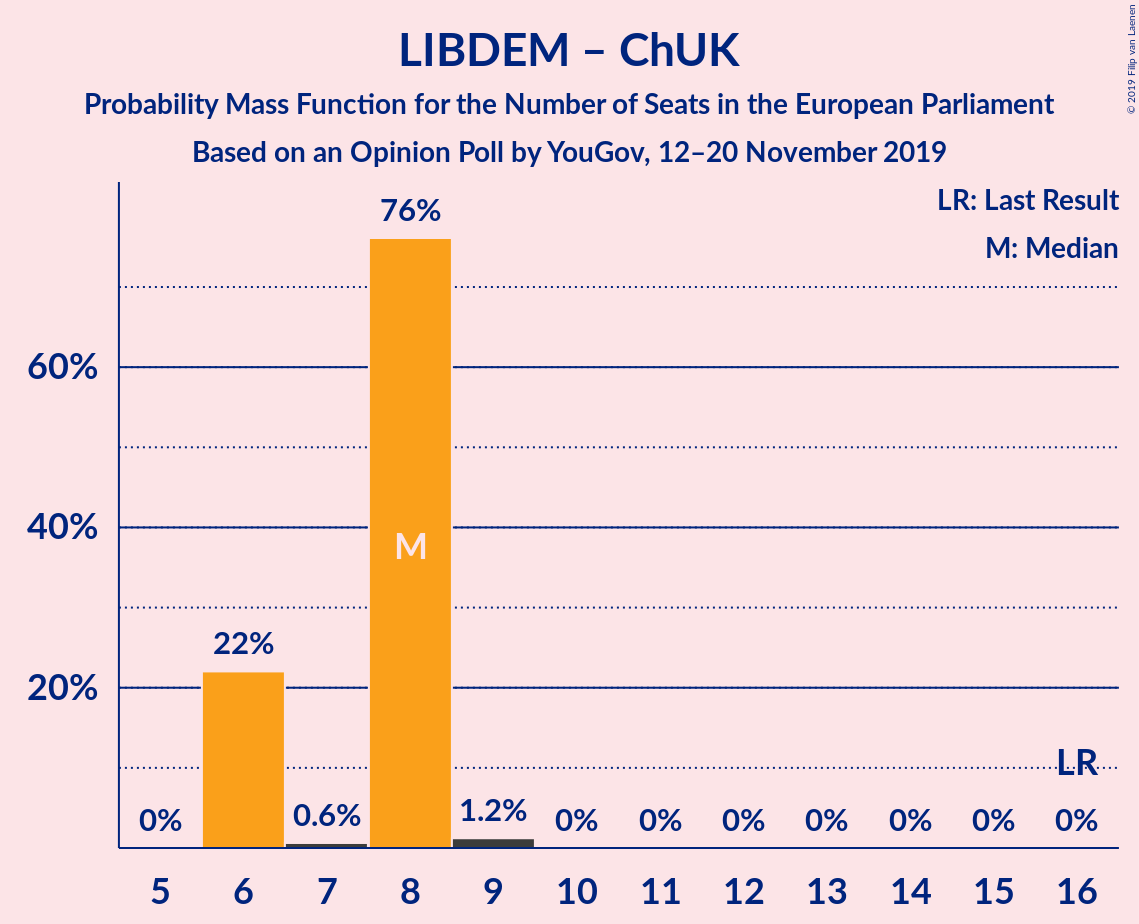 LIBDEM – ChUK
Probability Mass Function for the Number of Seats in the European Parliament
Based on an Opinion Poll by YouGov, 12–20 November 2019
© 2019 Filip van Laenen
LR: Last Result
M: Median
76%
60%
40%
M
22%
20%
LR
0%
0.6%
1.2%
0%
0%
0%
0%
0%
0%
0%
5 6 7 8 9 10 11 12 13 14 15 16